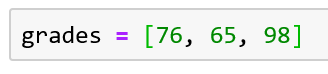 grades = [76, 65, 98]